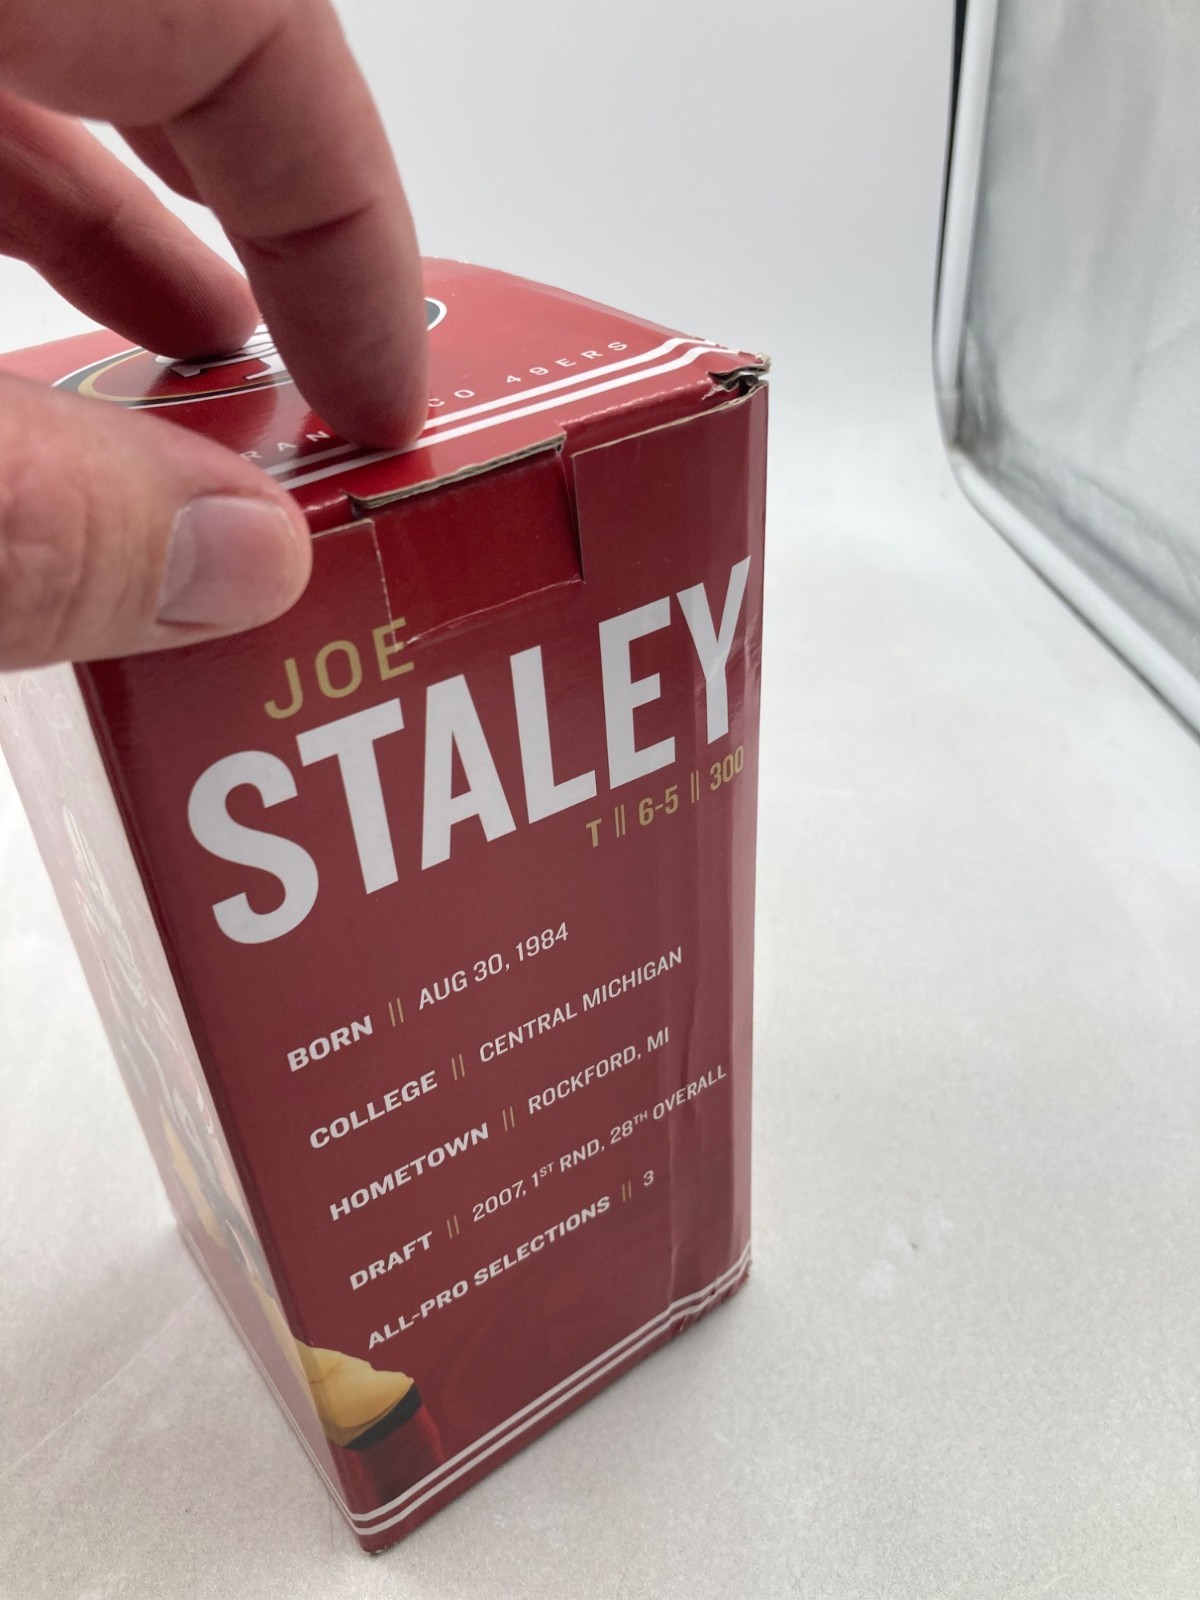 CO 49ERS
JOE
STALEY
T || 6-5 || 300
BORN || AUG 30, 1984
COLLEGE || CENTRAL MICHIGAN
HOMETOWN || ROCKFORD, MI
DRAFT || 2007, 1ST RND, 28TH OVERALL
ALL-PRO SELECTIONS || 3